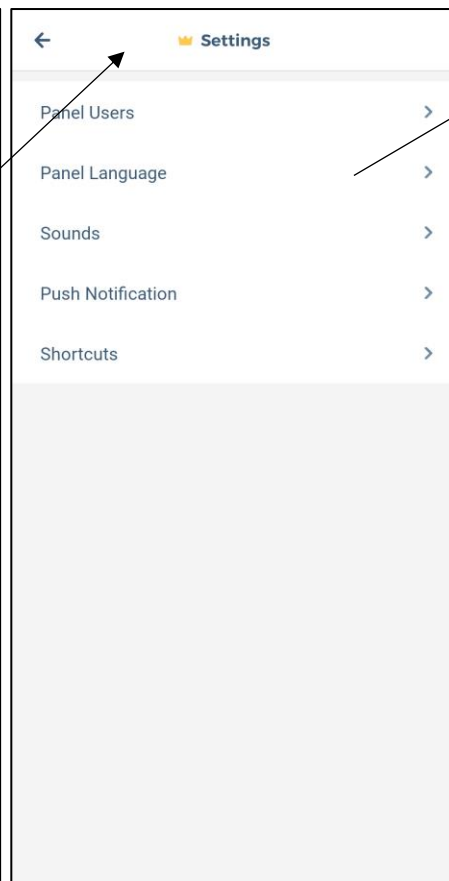 Settings
Panel Users
Panel Language
Sounds
Push Notification
Shortcuts